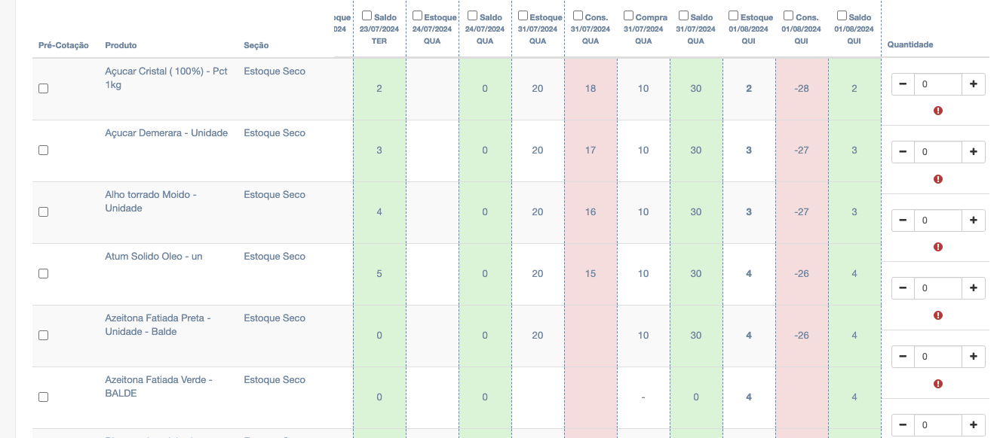 Pré-Cotação Produto Seção oque 024 Saldo 23/07/2024 TER Estoque 24/07/2024 QUA Saldo 24/07/2024 QUA Estoque 31/07/2024 QUA Cons. 31/07/2024 QUA Compra 31/07/2024 QUA Saldo 31/07/2024 QUA Estoque 01/08/2024 QUI Cons. 01/08/2024 QUI Saldo 01/08/2024 QUI Quantidade
Açucar Cristal ( 100%) - Pct Estoque Seco
1kg
2 0 20 18 10 30 2 -28 2 0
Açucar Demerara - Unidade Estoque Seco
3 0 20 17 10 30 3 -27 3 0
Alho torrado Moido - Estoque Seco
Unidade
4 0 20 16 10 30 3 -27 3 0
Atum Solido Oleo - un Estoque Seco
5 0 20 15 10 30 4 -26 4 0
Azeitona Fatiada Preta - Estoque Seco
Unidade - Balde
0 0 20 10 30 4 -26 4 0
Azeitona Fatiada Verde - Estoque Seco
BALDE
0 0 - 0 4 4 0